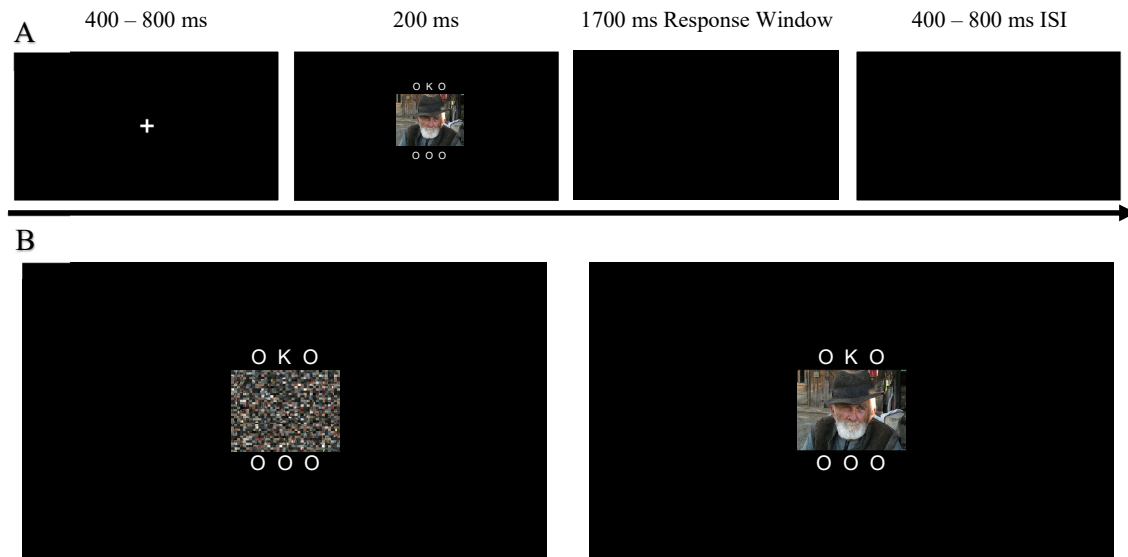 400 – 800 ms 200 ms 1700 ms Response Window 400 – 800 ms ISI
A
+
O K O
O O O
B
O K O O K O
O O O O O O